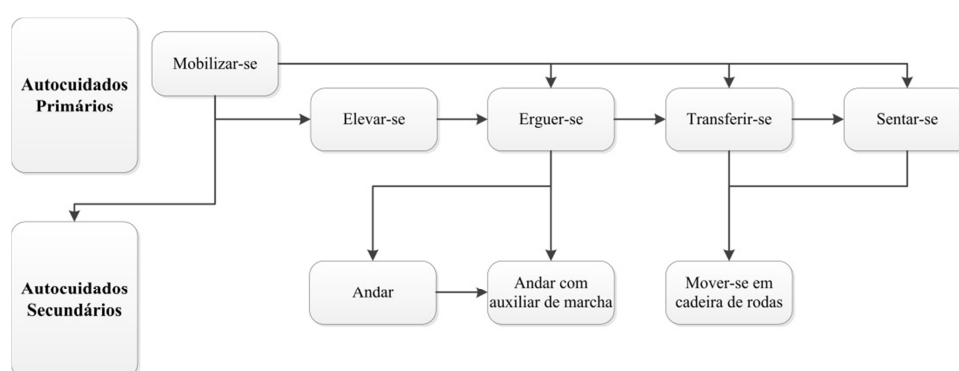 Autocuidados
Primários
Mobilizar-se
Elevar-se
Erguer-se
Transferir-se
Sentar-se
Autocuidados
Secundários
Andar
Andar com
auxiliar de marcha
Mover-se em
cadeira de rodas